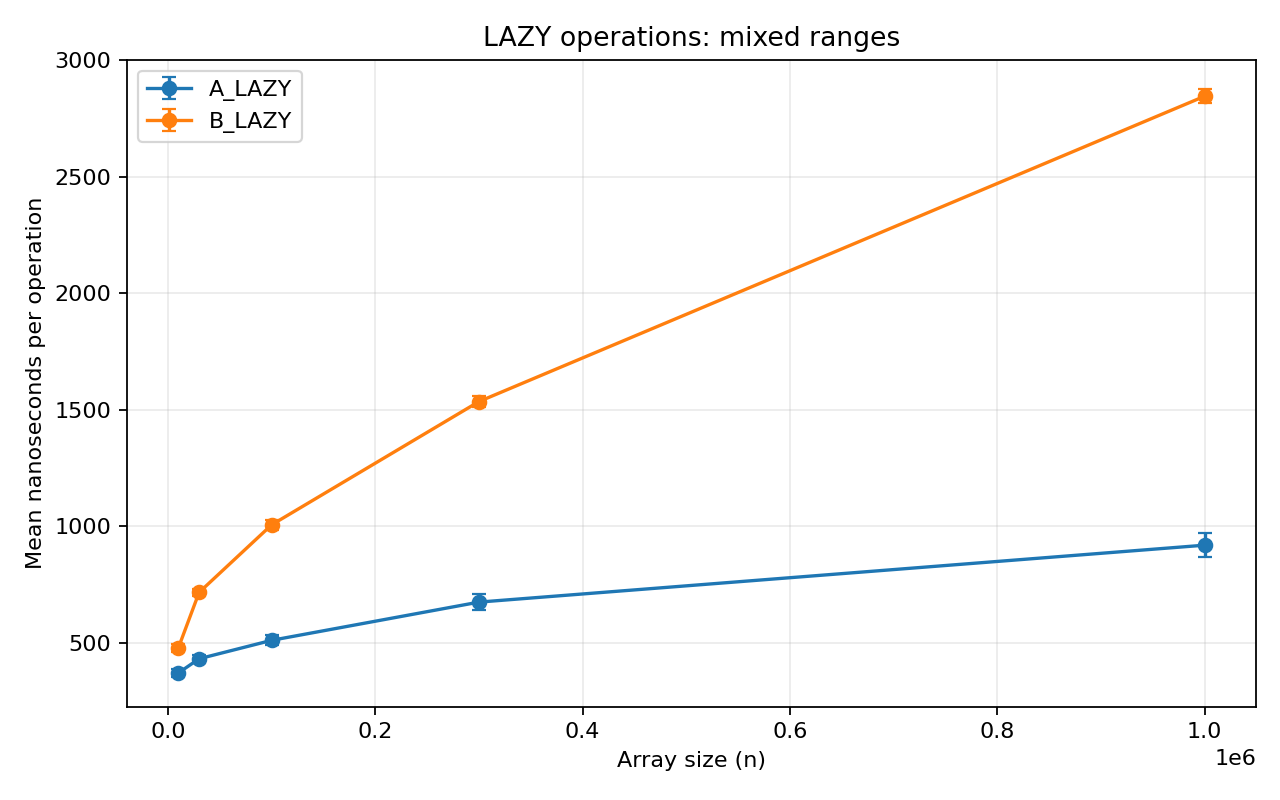 LAZY operations: mixed ranges
A_LAZY
B_LAZY
Mean nanoseconds per operation
3000
2500
2000
1500
1000
500
0.0 0.2 0.4 0.6 0.8 1.0
1e6
Array size (n)